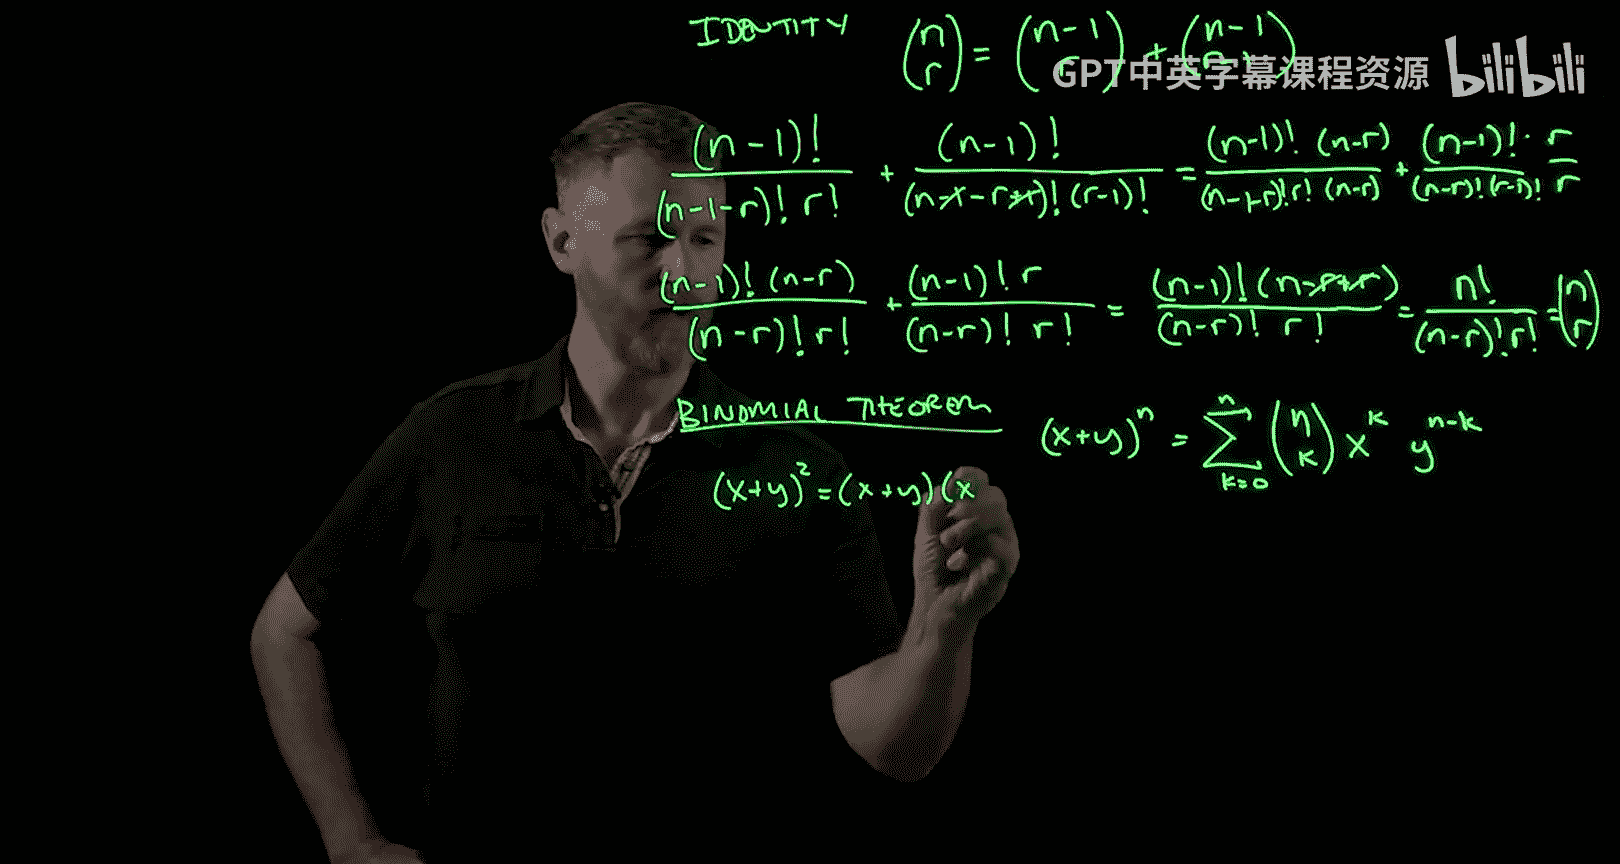 IDENTITY (n r) = (n-1 r) + (n-1
GPT中英字幕课程资源 bilibili
(n-1)! / (n-1-r)! r! + (n-1)! / (n-1-r+1)! (r-1)! = (n-1)! (n-r) / (n-1-r)! r! (n-r) + (n-1)! · r / (n-r)! (r-1)! r
(n-1)! (n-r) / (n-r)! r! + (n-1)! r / (n-r)! r! = (n-1)! (n-r+r) / (n-r)! r! = n! / (n-r)! r! = (n r)
BINOMIAL THEOREM (x+y)^n = ∑_{k=0}^{n} (n k) x^k y^{n-k}
(x+y)^2 = (x+y)(x